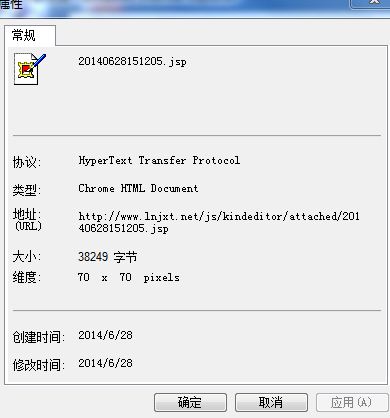 属性
常规
20140628151205.jsp
协议: HyperText Transfer Protocol
类型: Chrome HTML Document
地址: http://www.lnjxt.net/js/kindeditor/attached/201
(URL) 40628151205.jsp
大小: 38249 字节
维度: 70 x 70 pixels
创建时间: 2014/6/28
修改时间: 2014/6/28
确定 取消 应用(A)